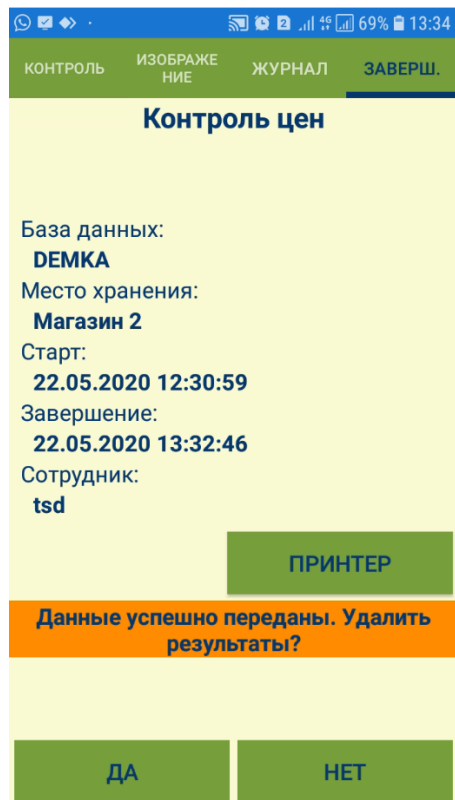 2 4G 69% 13:34
КОНТРОЛЬ ИЗОБРАЖЕ ЖУРНАЛ ЗАВЕРШ.
НИЕ
Контроль цен
База данных:
DEMKA
Место хранения:
Магазин 2
Старт:
22.05.2020 12:30:59
Завершение:
22.05.2020 13:32:46
Сотрудник:
tsd
ПРИНТЕР
Данные успешно переданы. Удалить
результаты?
ДА НЕТ